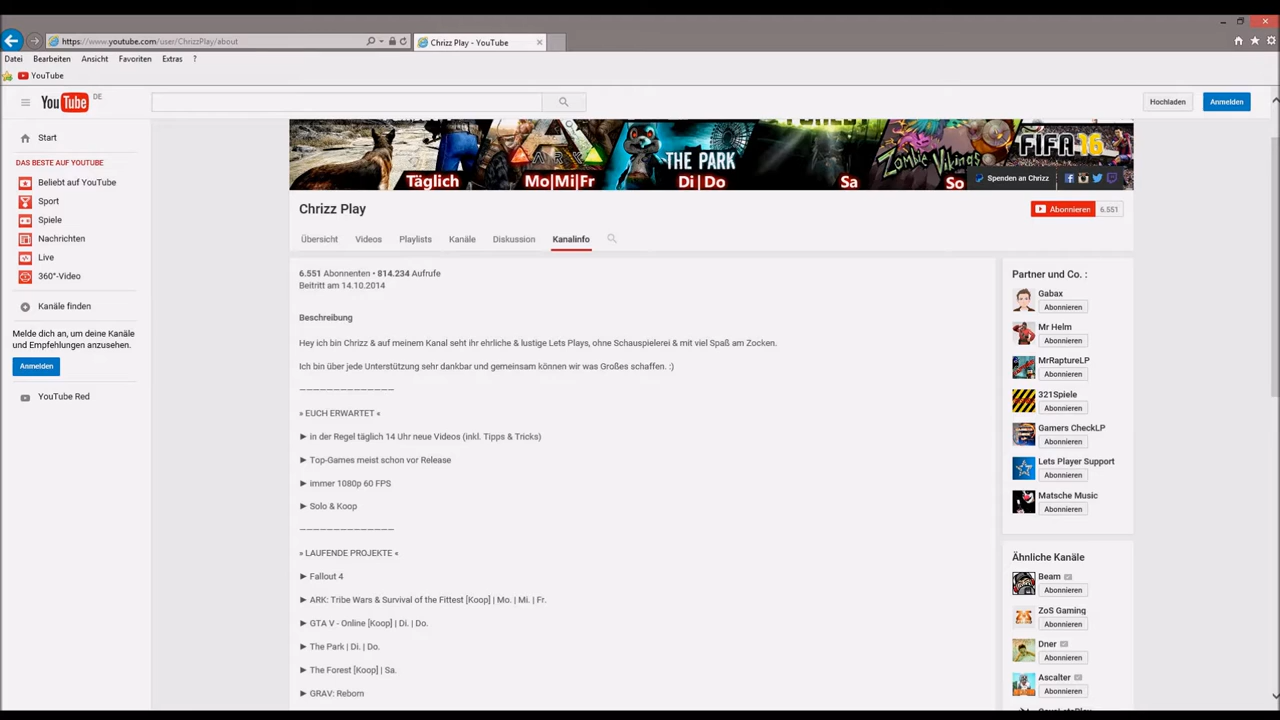 https://www.youtube.com/user/ChrizzPlay/about
Chrizz Play - YouTube
Datei Bearbeiten Ansicht Favoriten Extras ?
YouTube
YouTube DE
Hochladen Anmelden
Start
DAS BESTE AUF YOUTUBE
Beliebt auf YouTube
Sport
Spiele
Nachrichten
Live
360°-Video
Kanäle finden
Melde dich an, um deine Kanäle
und Empfehlungen anzusehen.
Anmelden
YouTube Red
ARK THE PARK Zombie Vikings FIFA 16
Täglich Mo|Mi|Fr Di|Do Sa So
Spenden an Chrizz
Chrizz Play
Abonnieren 6.551
Übersicht Videos Playlists Kanäle Diskussion Kanalinfo
6.551 Abonnenten • 814.234 Aufrufe
Beitritt am 14.10.2014
Beschreibung
Hey ich bin Chrizz & auf meinem Kanal seht ihr ehrliche & lustige Lets Plays, ohne Schauspielerei & mit viel Spaß am Zocken.
Ich bin über jede Unterstützung sehr dankbar und gemeinsam können wir was Großes schaffen. :)
——————————————
» EUCH ERWARTET «
► in der Regel täglich 14 Uhr neue Videos (inkl. Tipps & Tricks)
► Top-Games meist schon vor Release
► immer 1080p 60 FPS
► Solo & Koop
——————————————
» LAUFENDE PROJEKTE «
► Fallout 4
► ARK: Tribe Wars & Survival of the Fittest [Koop] | Mo. | Mi. | Fr.
► GTA V - Online [Koop] | Di. | Do.
► The Park | Di. | Do.
► The Forest [Koop] | Sa.
► GRAV: Reborn
Partner und Co. :
Gabax
Abonnieren
Mr Helm
Abonnieren
MrRaptureLP
Abonnieren
321Spiele
Abonnieren
Gamers CheckLP
Abonnieren
Lets Player Support
Abonnieren
Matsche Music
Abonnieren
Ähnliche Kanäle
Beam
Abonnieren
ZoS Gaming
Abonnieren
Dner
Abonnieren
Ascalter
Abonnieren